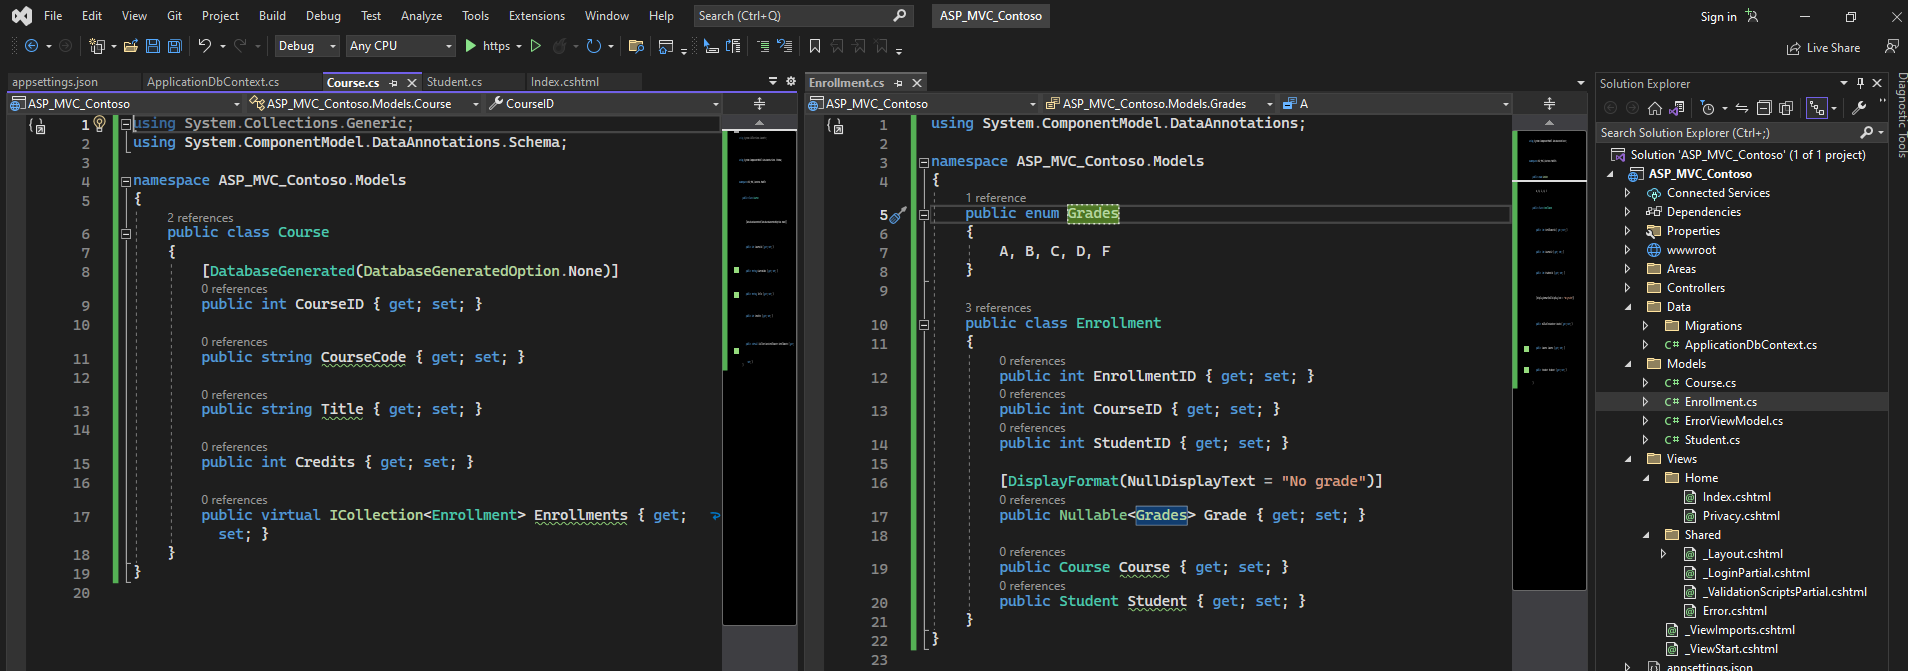 File Edit View Git Project Build Debug Test Analyze Tools Extensions Window Help Search (Ctrl+Q) ASP_MVC_Contoso Sign in
Debug Any CPU https Live Share
appsettings.json ApplicationDbContext.cs Course.cs Student.cs Index.cshtml
ASP_MVC_Contoso ASP_MVC_Contoso.Models.Course CourseID
1 using System.Collections.Generic;
2 using System.ComponentModel.DataAnnotations.Schema;
3
4 namespace ASP_MVC_Contoso.Models
5 {
2 references
6 public class Course
7 {
8 [DatabaseGenerated(DatabaseGeneratedOption.None)]
0 references
9 public int CourseID { get; set; }
10
0 references
11 public string CourseCode { get; set; }
12
0 references
13 public string Title { get; set; }
14
0 references
15 public int Credits { get; set; }
16
0 references
17 public virtual ICollection<Enrollment> Enrollments { get;
set; }
18 }
19 }
20
Enrollment.cs
ASP_MVC_Contoso ASP_MVC_Contoso.Models.Grades A
1 using System.ComponentModel.DataAnnotations;
2
3 namespace ASP_MVC_Contoso.Models
4 {
1 reference
5 public enum Grades
6 {
7 A, B, C, D, F
8 }
9
3 references
10 public class Enrollment
11 {
0 references
12 public int EnrollmentID { get; set; }
0 references
13 public int CourseID { get; set; }
0 references
14 public int StudentID { get; set; }
15
16 [DisplayFormat(NullDisplayText = "No grade")]
0 references
17 public Nullable<Grades> Grade { get; set; }
18
0 references
19 public Course Course { get; set; }
0 references
20 public Student Student { get; set; }
21 }
22 }
23
Solution Explorer
Search Solution Explorer (Ctrl+;)
Solution 'ASP_MVC_Contoso' (1 of 1 project)
ASP_MVC_Contoso
Connected Services
Dependencies
Properties
wwwroot
Areas
Controllers
Data
Migrations
C# ApplicationDbContext.cs
Models
C# Course.cs
C# Enrollment.cs
C# ErrorViewModel.cs
C# Student.cs
Views
Home
Index.cshtml
Privacy.cshtml
Shared
_Layout.cshtml
_LoginPartial.cshtml
_ValidationScriptsPartial.cshtml
Error.cshtml
_ViewImports.cshtml
_ViewStart.cshtml
appsettings.json
Diagnostic Tools